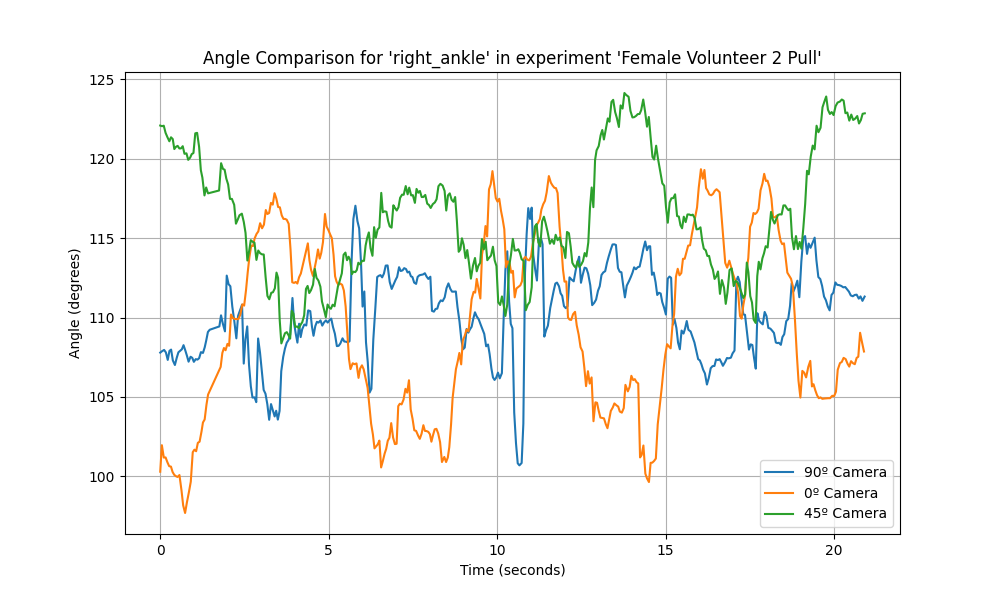 Angle Comparison for 'right_ankle' in experiment 'Female Volunteer 2 Pull'
125
120
115
110
105
100
Angle (degrees)
0
5
10
15
20
Time (seconds)
90º Camera
0º Camera
45º Camera